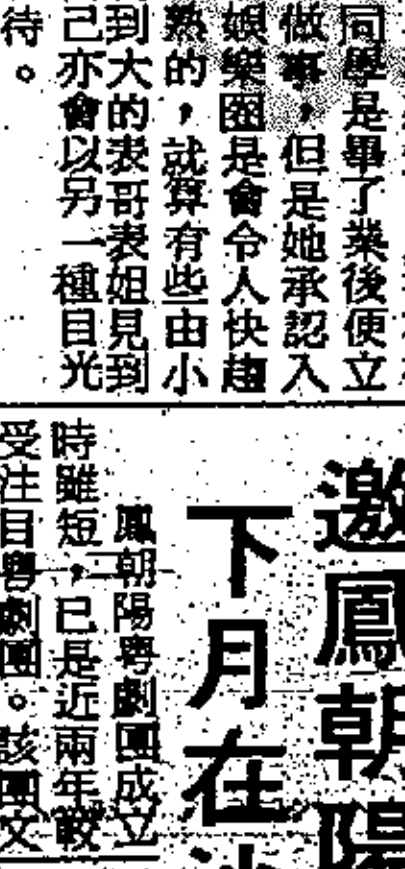 同學是畢了業後便立
做事，但是她承認入
娛樂圈是會令人快趨
熟的，就算有些由小
到大的表哥表姐見到
己亦會以另一種目光
待。
邀鳳朝陽
下月在
鳳朝陽粵劇團成立
時雖短，已是近兩年較
受注目粵劇團。該團文